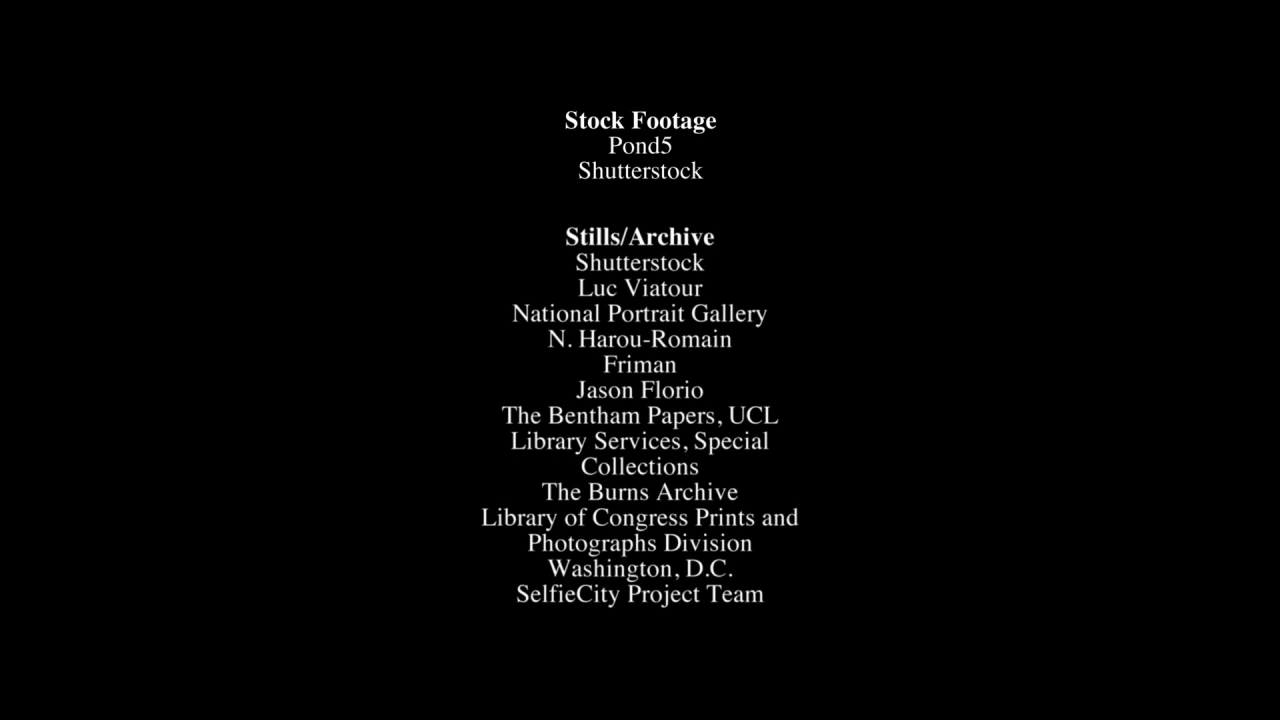 Stock Footage
Pond5
Shutterstock
Stills/Archive
Shutterstock
Luc Viatour
National Portrait Gallery
N. Harou-Romain
Friman
Jason Florio
The Bentham Papers, UCL
Library Services, Special
Collections
The Burns Archive
Library of Congress Prints and
Photographs Division
Washington, D.C.
SelfieCity Project Team